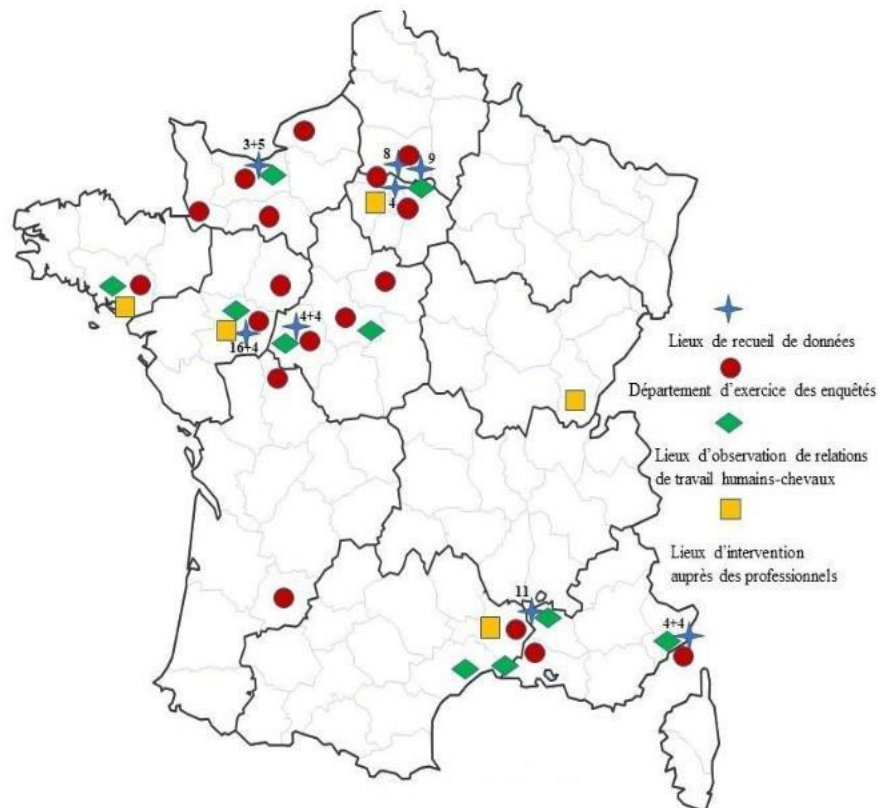 3+5
8
9
4
4+4
16+4
Lieux de recueil de données
Département d'exercice des enquêtés
Lieux d'observation de relations
de travail humains-chevaux
Lieux d'intervention
auprès des professionnels
11
4+4